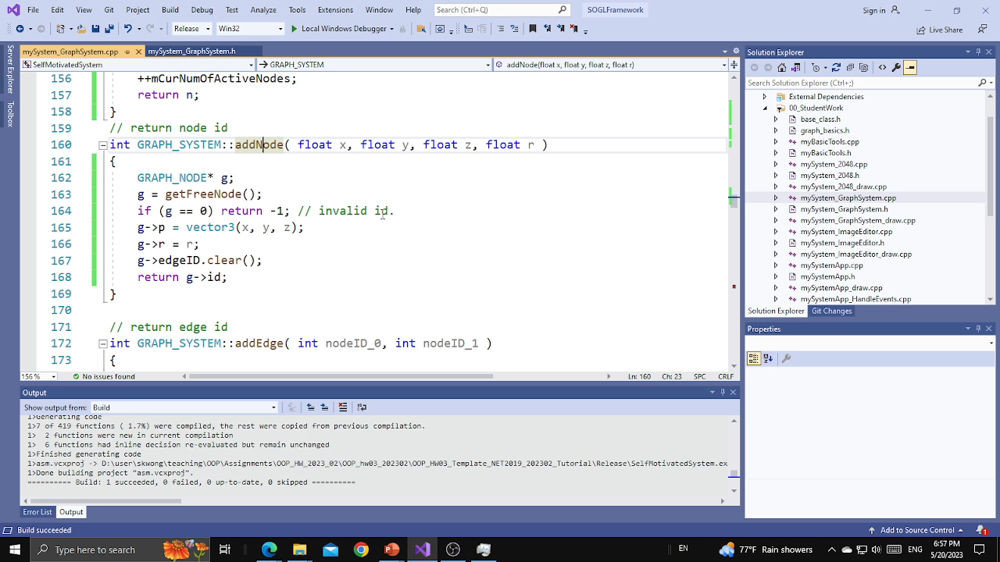 File Edit View Git Project Build Debug Test Analyze Tools Extensions Window Help Search (Ctrl+Q) SOGLFramework Sign in
Release Win32 Local Windows Debugger Live Share
mySystem_GraphSystem.cpp mySystem_GraphSystem.h
SelfMotivatedSystem GRAPH_SYSTEM addNode(float x, float y, float z, float r)
Server Explorer
Toolbox
156 ++mCurNumOfActiveNodes;
157 return n;
158 }
159 // return node id
160 int GRAPH_SYSTEM::addNode( float x, float y, float z, float r )
161 {
162 GRAPH_NODE* g;
163 g = getFreeNode();
164 if (g == 0) return -1; // invalid id.
165 g->p = vector3(x, y, z);
166 g->r = r;
167 g->edgeID.clear();
168 return g->id;
169 }
170
171 // return edge id
172 int GRAPH_SYSTEM::addEdge( int nodeID_0, int nodeID_1 )
173 {
156 % No issues found Ln: 160 Ch: 23 SPC CRLF
Output
Show output from: Build
1>Generating code
1>7 of 419 functions ( 1.7%) were compiled, the rest were copied from previous compilation.
1> 2 functions were new in current compilation
1> 6 functions had inline decision re-evaluated but remain unchanged
1>Finished generating code
1>asm.vcxproj -> D:\user\skwong\teaching\OOP\Assignments\OOP_HW_2023_02\OOP_hw03_202302\OOP_HW03_Template_NET2019_202302_Tutorial\Release\SelfMotivatedSystem.ex
1>Done building project "asm.vcxproj".
========== Build: 1 succeeded, 0 failed, 0 up-to-date, 0 skipped ==========
Error List Output
Solution Explorer
Search Solution Explorer (Ctrl+;)
External Dependencies
00_StudentWork
base_class.h
myBasicTools.cpp
myBasicTools.h
mySystem_2048.cpp
mySystem_2048.h
mySystem_2048_draw.cpp
mySystem_GraphSystem.cpp
mySystem_GraphSystem.h
mySystem_GraphSystem_draw.cpp
mySystem_ImageEditor.cpp
mySystem_ImageEditor.h
mySystem_ImageEditor_draw.cpp
mySystemApp.cpp
mySystemApp.h
mySystemApp_draw.cpp
mySystemApp_HandleEvents.cpp
Solution Explorer Git Changes
Properties
Build succeeded Add to Source Control 1
Type here to search EN 77°F Rain showers 6:57 PM
5/20/2023